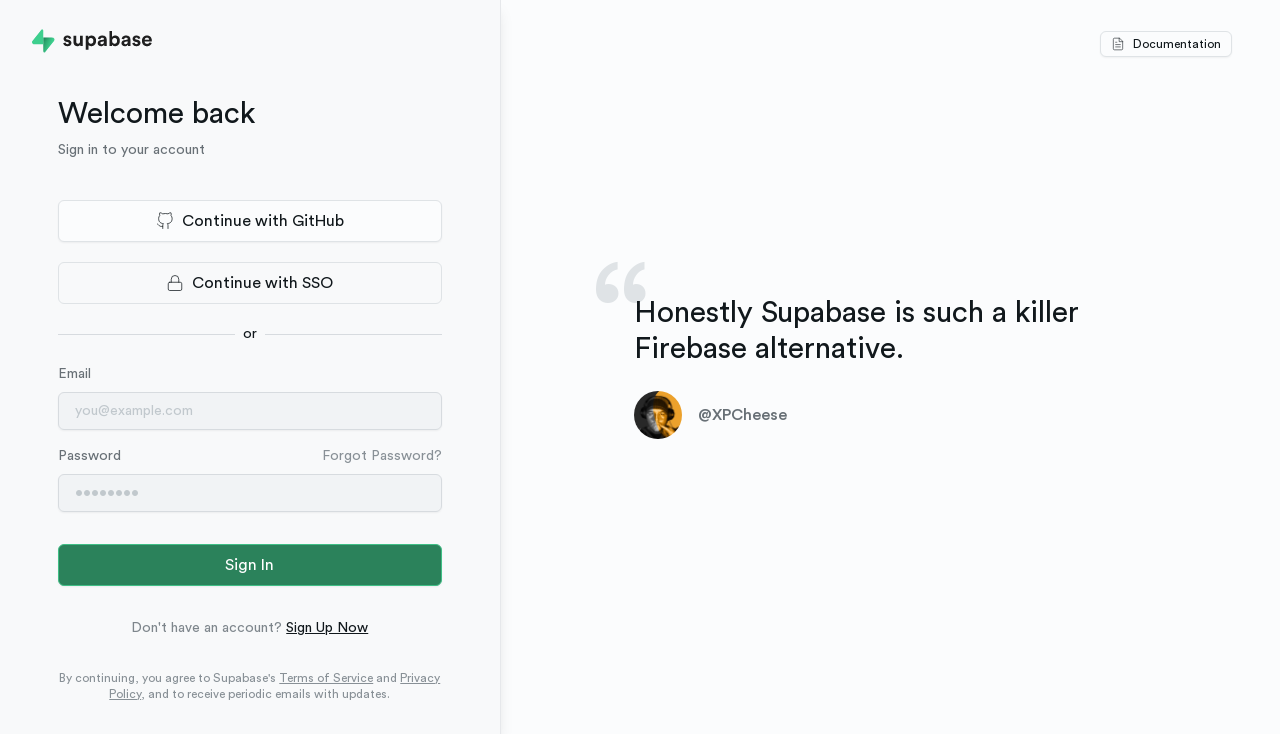 supabase
Documentation
Welcome back
Sign in to your account
Continue with GitHub
Continue with SSO
or
Email
you@example.com
Password
Forgot Password?
••••••••
Sign In
Don't have an account? Sign Up Now
By continuing, you agree to Supabase's Terms of Service and Privacy
Policy, and to receive periodic emails with updates.
“
Honestly Supabase is such a killer
Firebase alternative.
@XPCheese